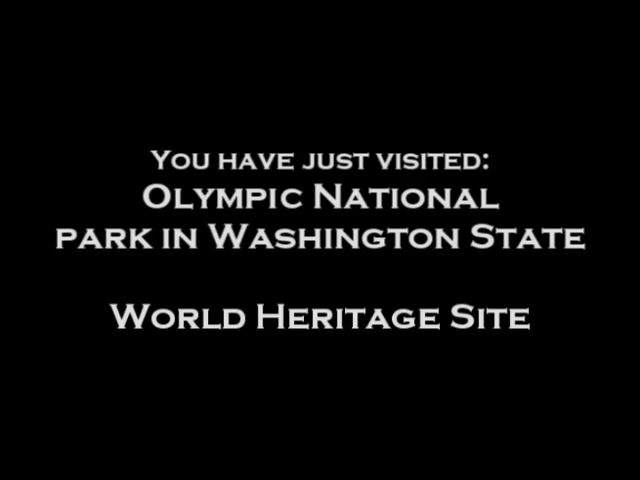 You have just visited:
Olympic National
park in Washington State
World Heritage Site